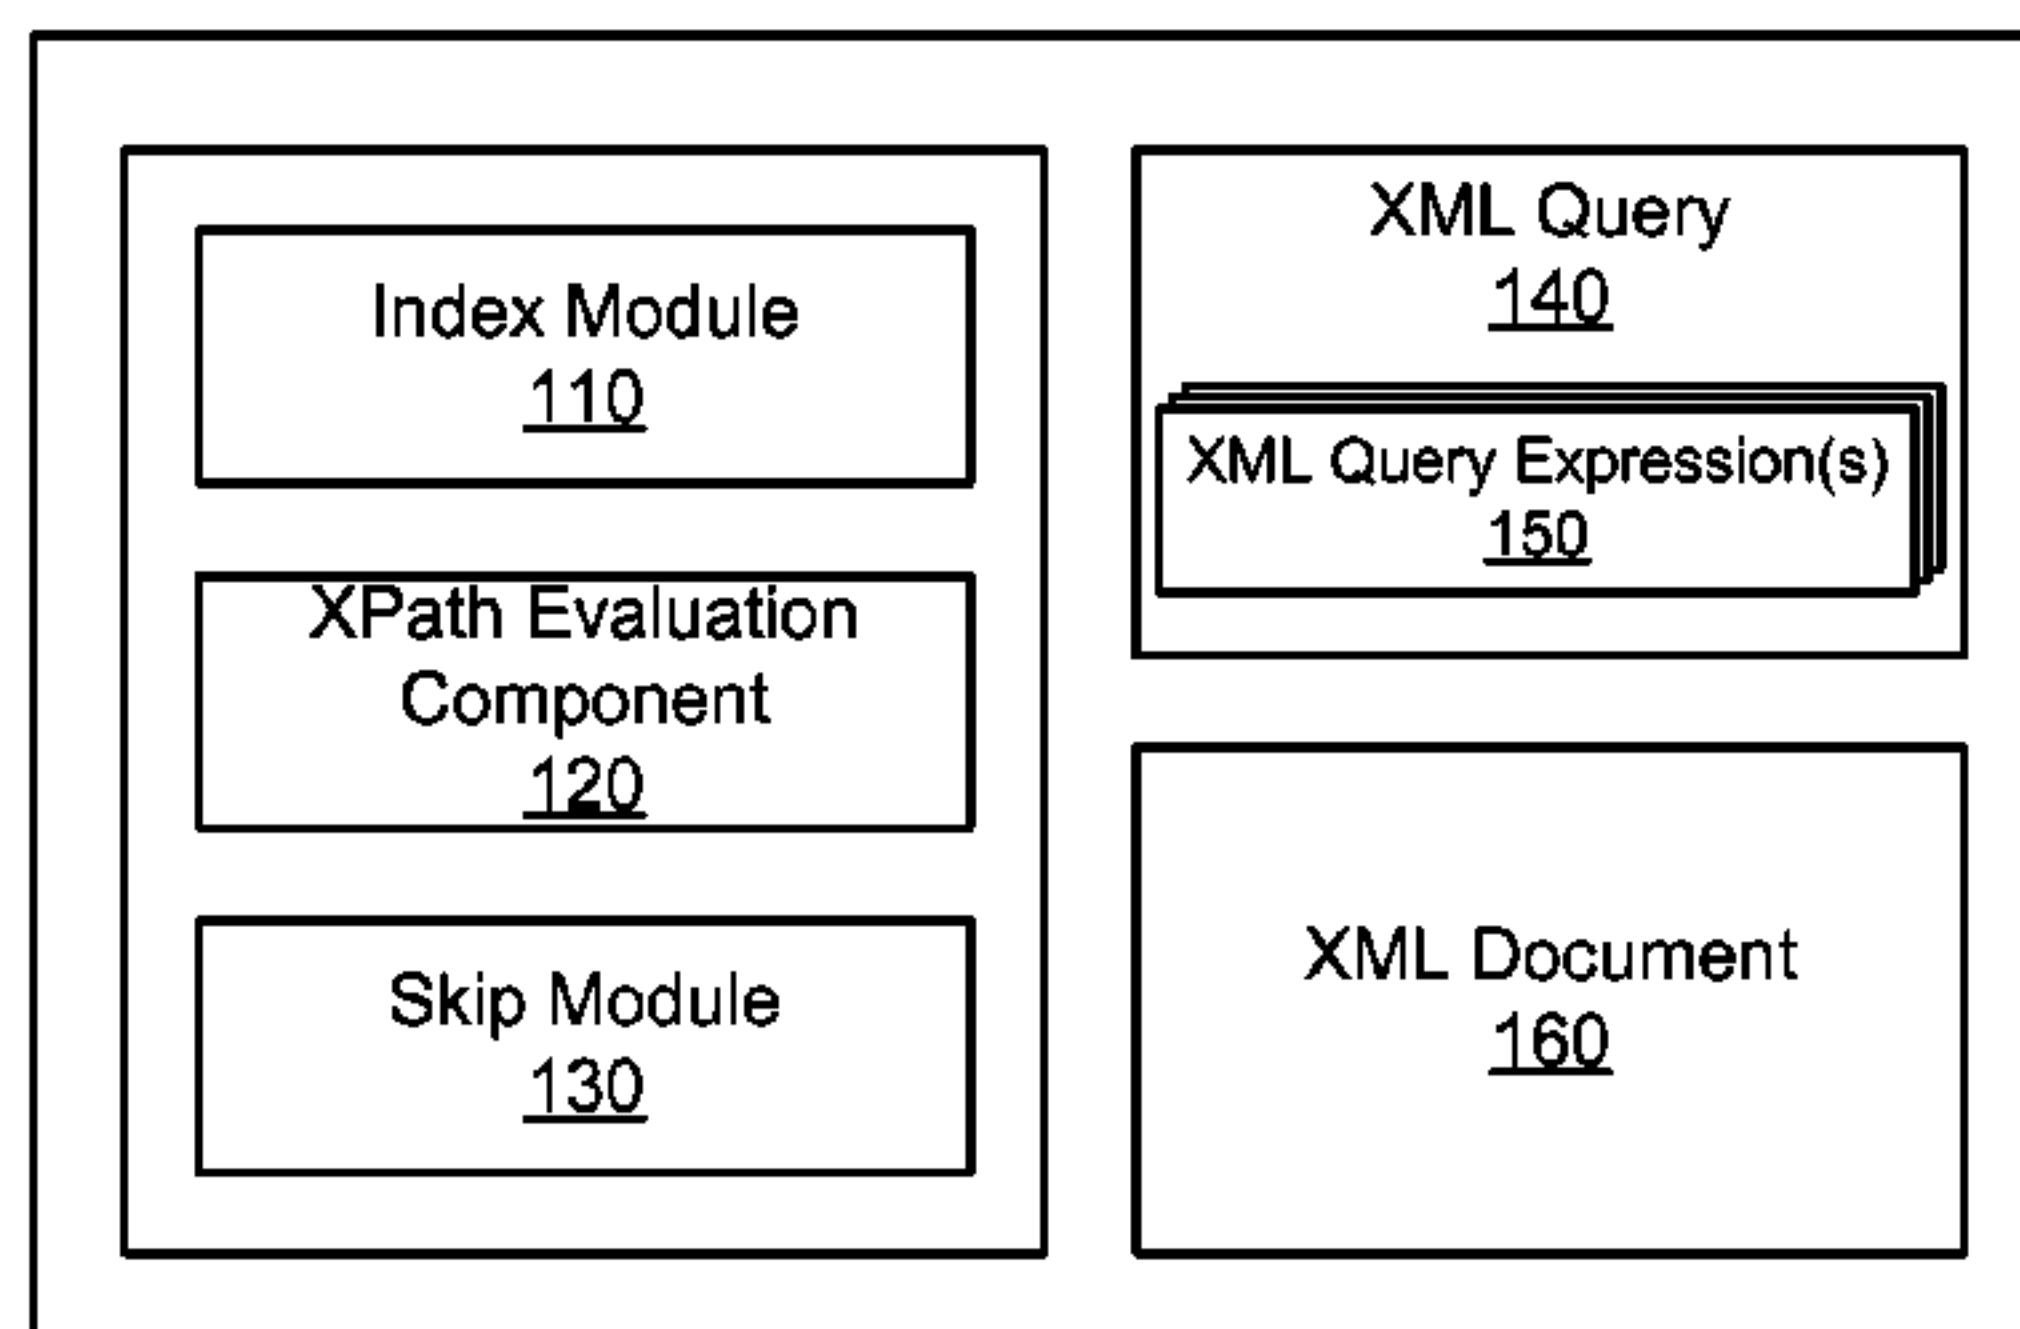 Index Module
110
XPath Evaluation
Component
120
Skip Module
130
XML Query
140
XML Query Expression(s)
150
XML Document
160